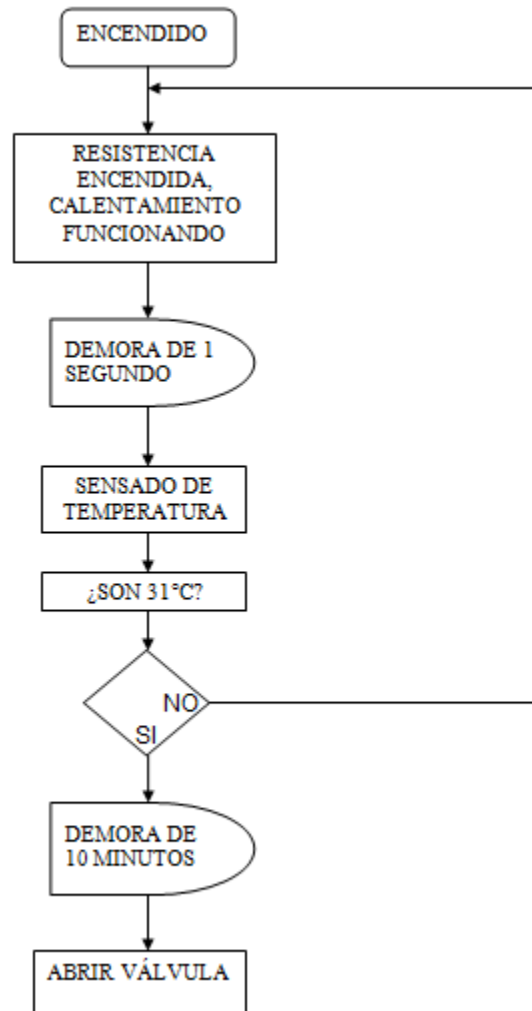 ENCENDIDO
RESISTENCIA
ENCENDIDA,
CALENTAMIENTO
FUNCIONANDO
DEMORA DE 1
SEGUNDO
SENSADO DE
TEMPERATURA
¿SON 31°C?
NO
SI
DEMORA DE
10 MINUTOS
ABRIR VÁLVULA